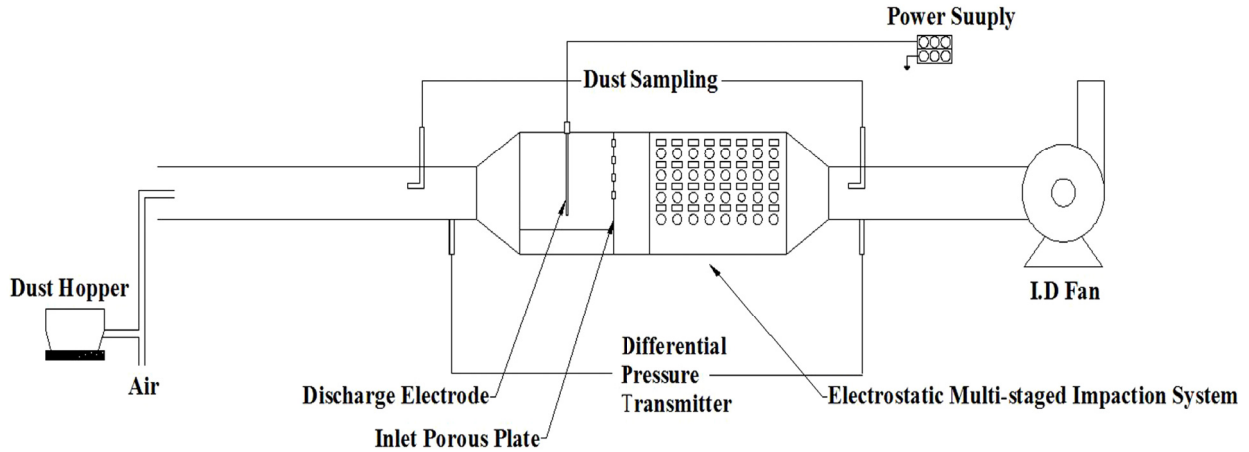 Power Suuply
Dust Sampling
Dust Hopper
I.D Fan
Air
Differential
Pressure
Transmitter
Discharge Electrode
Electrostatic Multi-staged Impaction System
Inlet Porous Plate